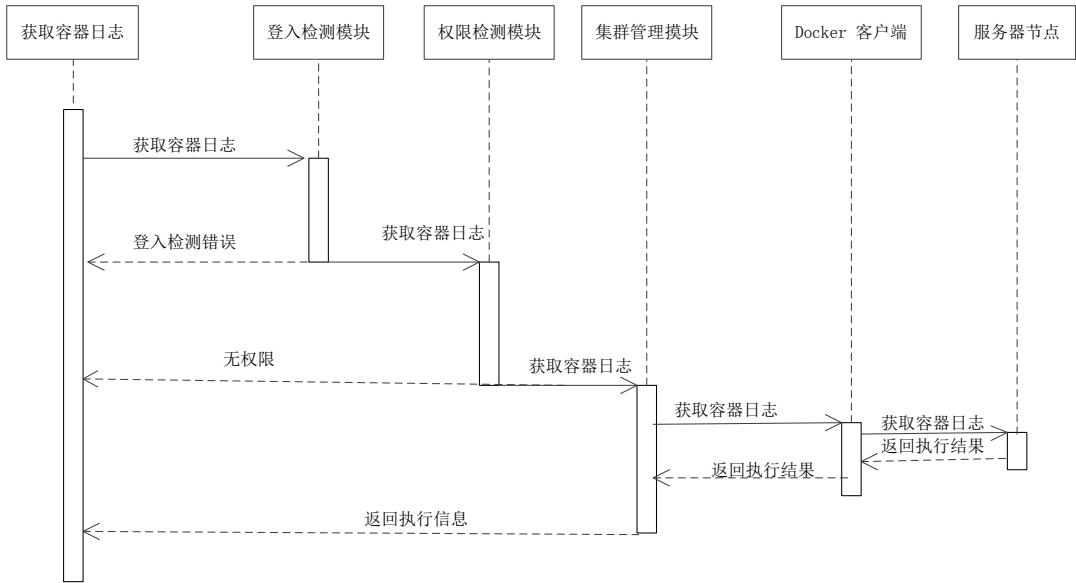 获取容器日志
登入检测模块
权限检测模块
集群管理摸块
Docker 客户端
服务器节点
获取容器日志
登入检测错误
获取容器日志
无权限
获取容器日志
获取容器日志
获取容器日志
返回执行结果
返回执行结果
返回执行信息